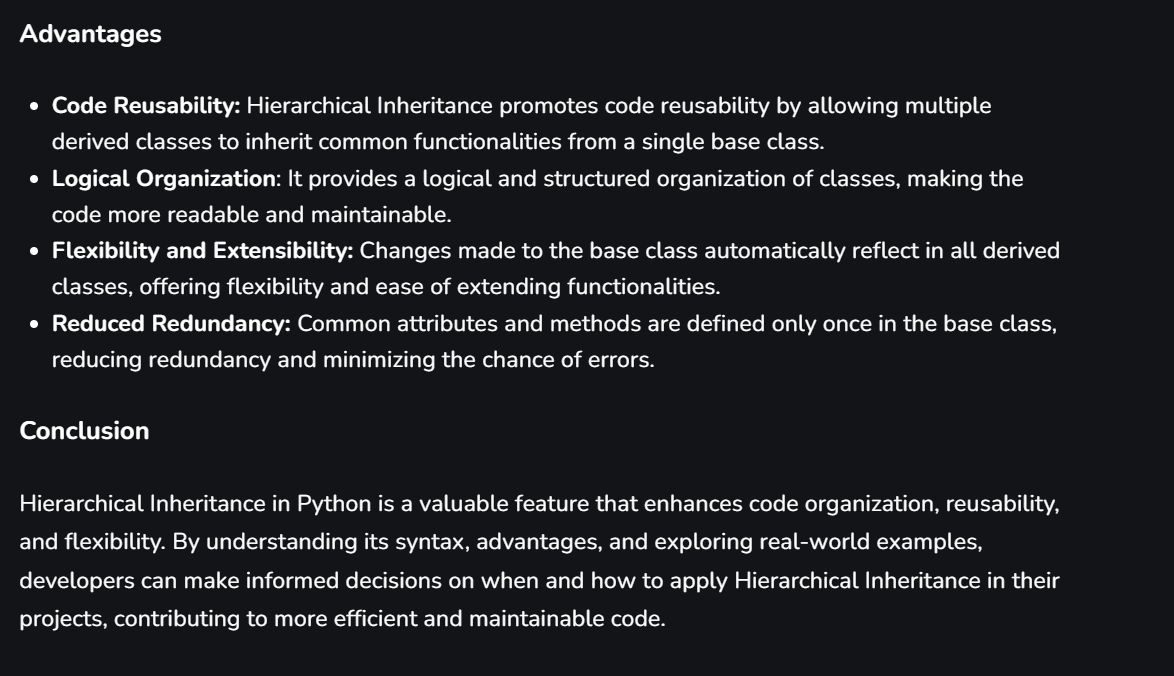 Advantages
• Code Reusability: Hierarchical Inheritance promotes code reusability by allowing multiple
derived classes to inherit common functionalities from a single base class.
• Logical Organization: It provides a logical and structured organization of classes, making the
code more readable and maintainable.
• Flexibility and Extensibility: Changes made to the base class automatically reflect in all derived
classes, offering flexibility and ease of extending functionalities.
• Reduced Redundancy: Common attributes and methods are defined only once in the base class,
reducing redundancy and minimizing the chance of errors.
Conclusion
Hierarchical Inheritance in Python is a valuable feature that enhances code organization, reusability,
and flexibility. By understanding its syntax, advantages, and exploring real-world examples,
developers can make informed decisions on when and how to apply Hierarchical Inheritance in their
projects, contributing to more efficient and maintainable code.